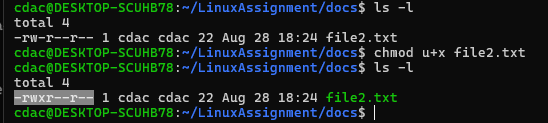 cdac@DESKTOP-SCUHB78:~/LinuxAssignment/docs$ ls -l
total 4
-rw-r--r-- 1 cdac cdac 22 Aug 28 18:24 file2.txt
cdac@DESKTOP-SCUHB78:~/LinuxAssignment/docs$ chmod u+x file2.txt
cdac@DESKTOP-SCUHB78:~/LinuxAssignment/docs$ ls -l
total 4
-rwxr--r-- 1 cdac cdac 22 Aug 28 18:24 file2.txt
cdac@DESKTOP-SCUHB78:~/LinuxAssignment/docs$